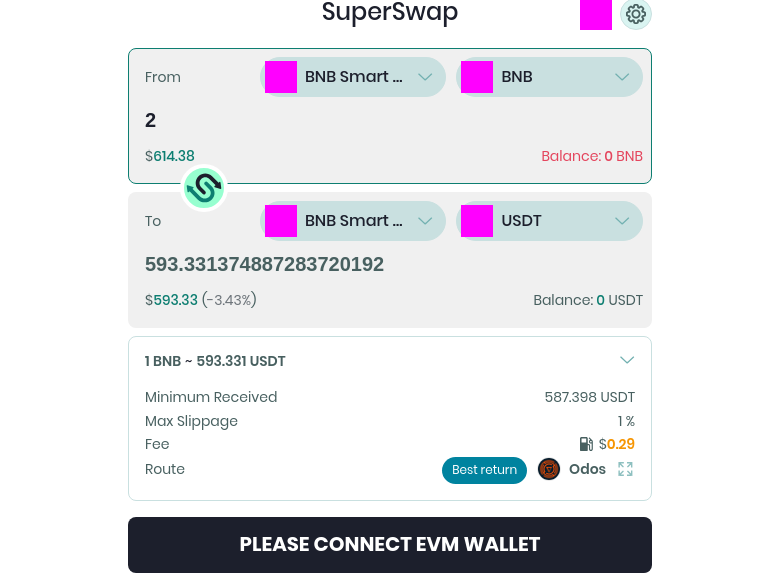 SuperSwap
From
BNB Smart ...
BNB
2
$614.38
Balance: 0 BNB
To
BNB Smart ...
USDT
593.331374887283720192
$593.33 (-3.43%)
Balance: 0 USDT
1 BNB ~ 593.331 USDT
Minimum Received
587.398 USDT
Max Slippage
1 %
Fee
$0.29
Route
Best return
Odos
PLEASE CONNECT EVM WALLET